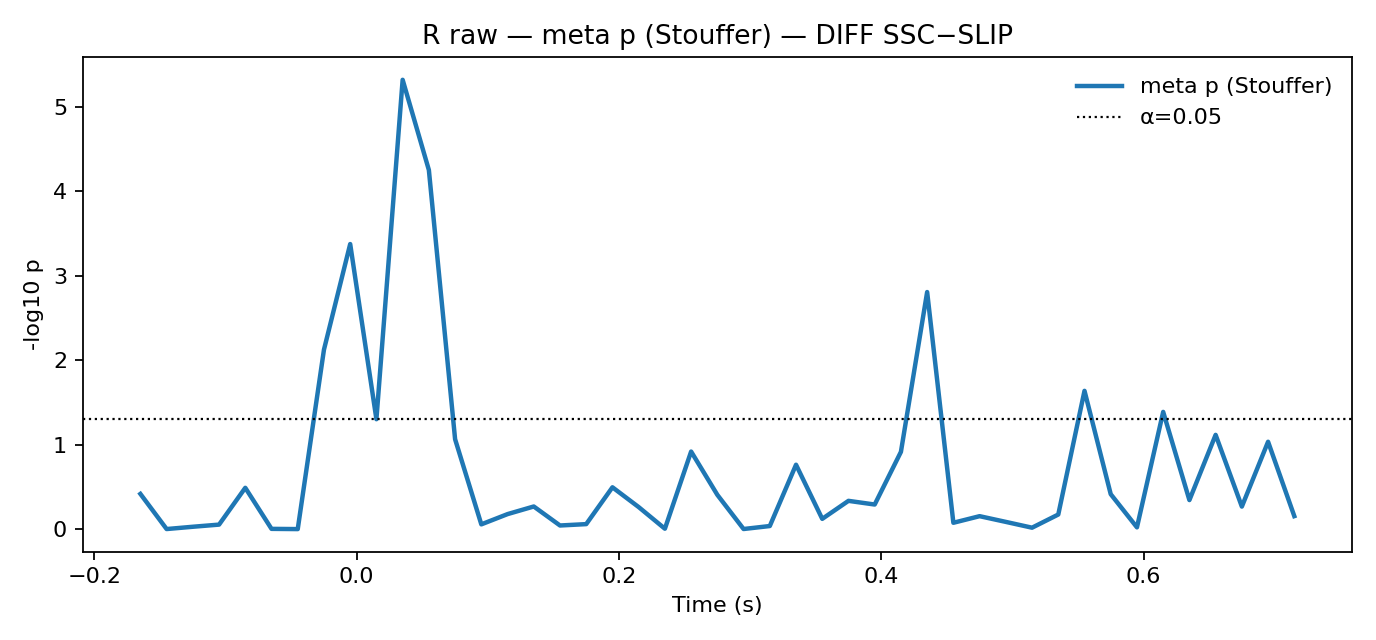 R raw — meta p (Stouffer) — DIFF SSC−SLIP
meta p (Stouffer)
α=0.05
-log10 p
5
4
3
2
1
0
−0.2
0.0
0.2
0.4
0.6
Time (s)